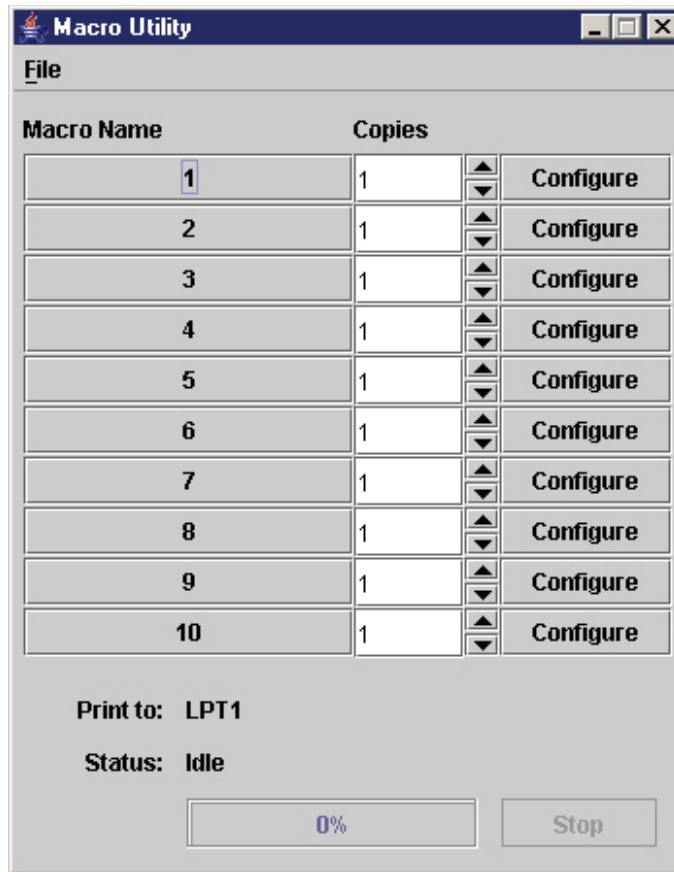 Macro Utility
File
Macro Name Copies
1 1 Configure
2 1 Configure
3 1 Configure
4 1 Configure
5 1 Configure
6 1 Configure
7 1 Configure
8 1 Configure
9 1 Configure
10 1 Configure
Print to: LPT1
Status: Idle
0% Stop